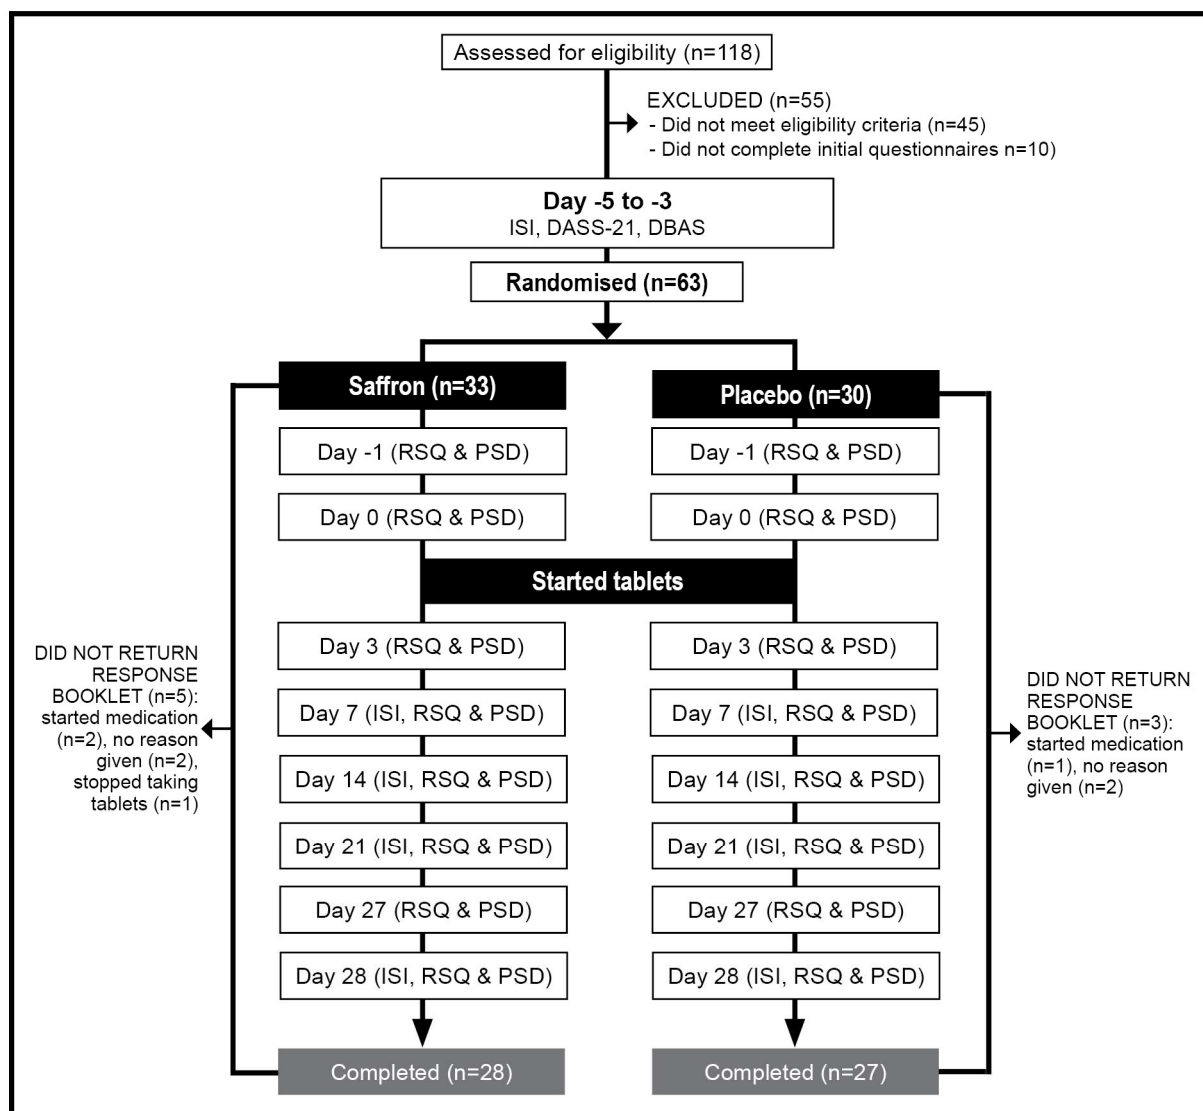 Assessed for eligibility (n=118)
EXCLUDED (n=55)
- Did not meet eligibility criteria (n=45)
- Did not complete initial questionnaires n=10)
Day -5 to -3
ISI, DASS-21, DBAS
Randomised (n=63)
Saffron (n=33)
Placebo (n=30)
Day -1 (RSQ & PSD)
Day -1 (RSQ & PSD)
Day 0 (RSQ & PSD)
Day 0 (RSQ & PSD)
Started tablets
Day 3 (RSQ & PSD)
Day 3 (RSQ & PSD)
DID NOT RETURN
RESPONSE
BOOKLET (n=5):
started medication
(n=2), no reason
given (n=2),
stopped taking
tablets (n=1)
Day 7 (ISI, RSQ & PSD)
Day 7 (ISI, RSQ & PSD)
DID NOT RETURN
RESPONSE
BOOKLET (n=3):
started medication
(n=1), no reason
given (n=2)
Day 14 (ISI, RSQ & PSD)
Day 14 (ISI, RSQ & PSD)
Day 21 (ISI, RSQ & PSD)
Day 21 (ISI, RSQ & PSD)
Day 27 (RSQ & PSD)
Day 27 (RSQ & PSD)
Day 28 (ISI, RSQ & PSD)
Day 28 (ISI, RSQ & PSD)
Completed (n=28)
Completed (n=27)